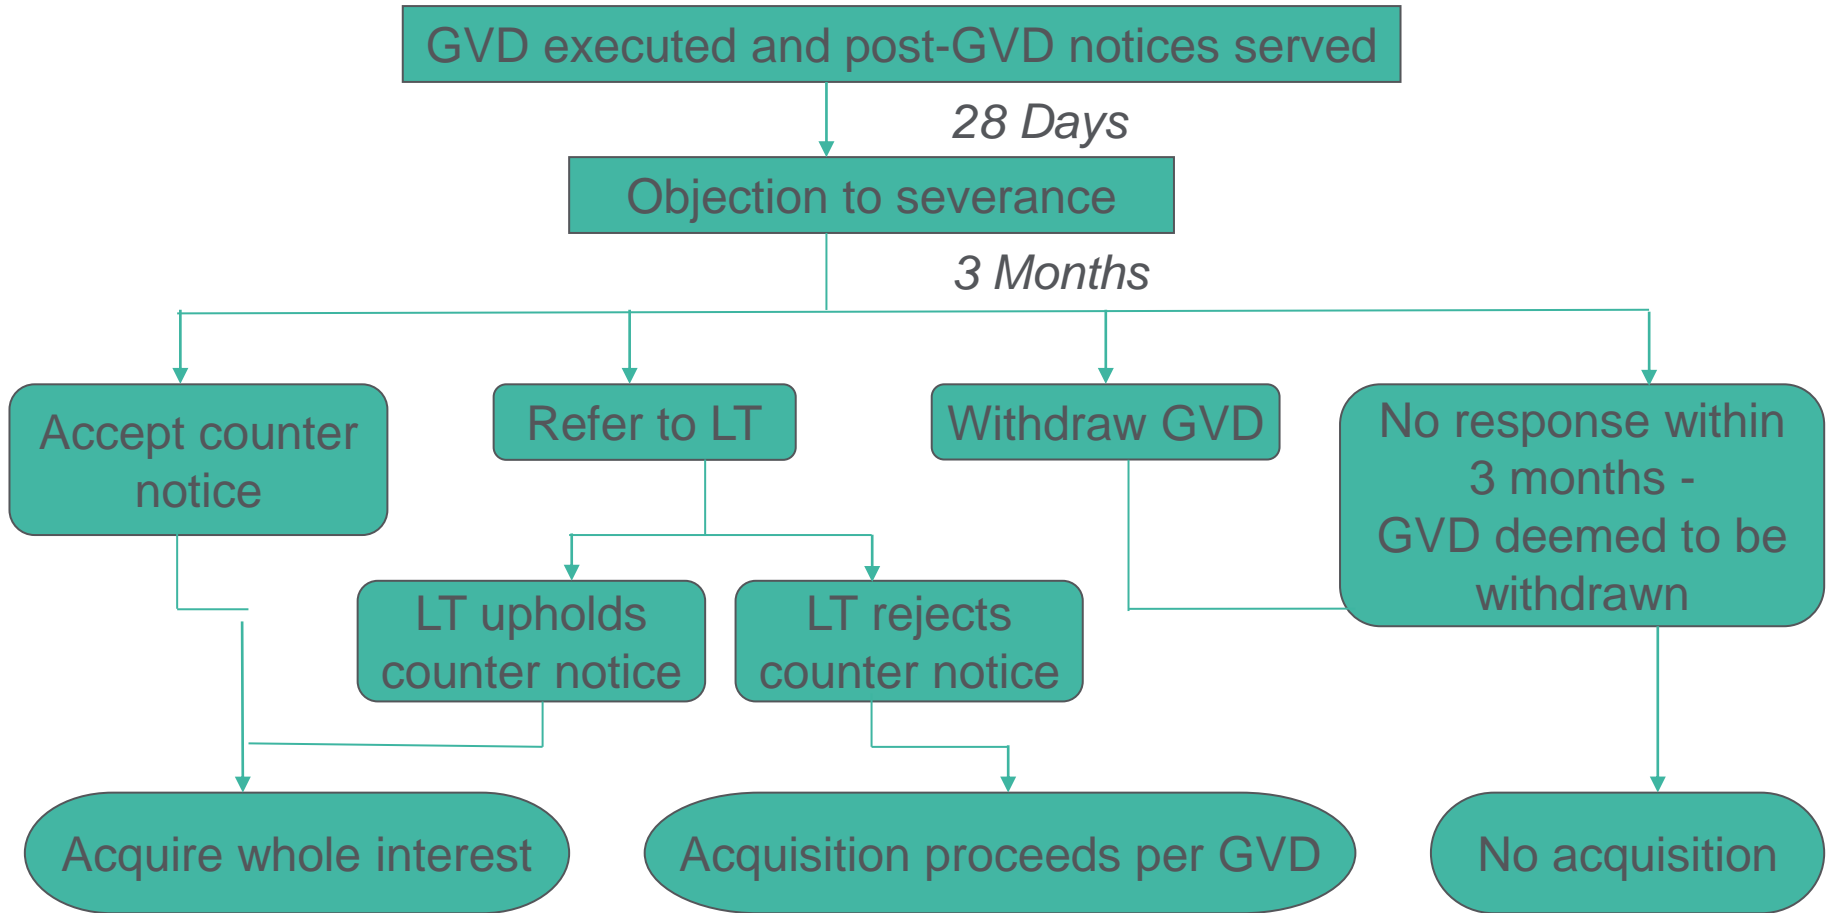 GVD executed and post-GVD notices served
28 Days
Objection to severance
3 Months
Accept counter
notice
Refer to LT
Withdraw GVD
No response within
3 months -
GVD deemed to be
withdrawn
LT upholds
counter notice
LT rejects
counter notice
Acquire whole interest
Acquisition proceeds per GVD
No acquisition